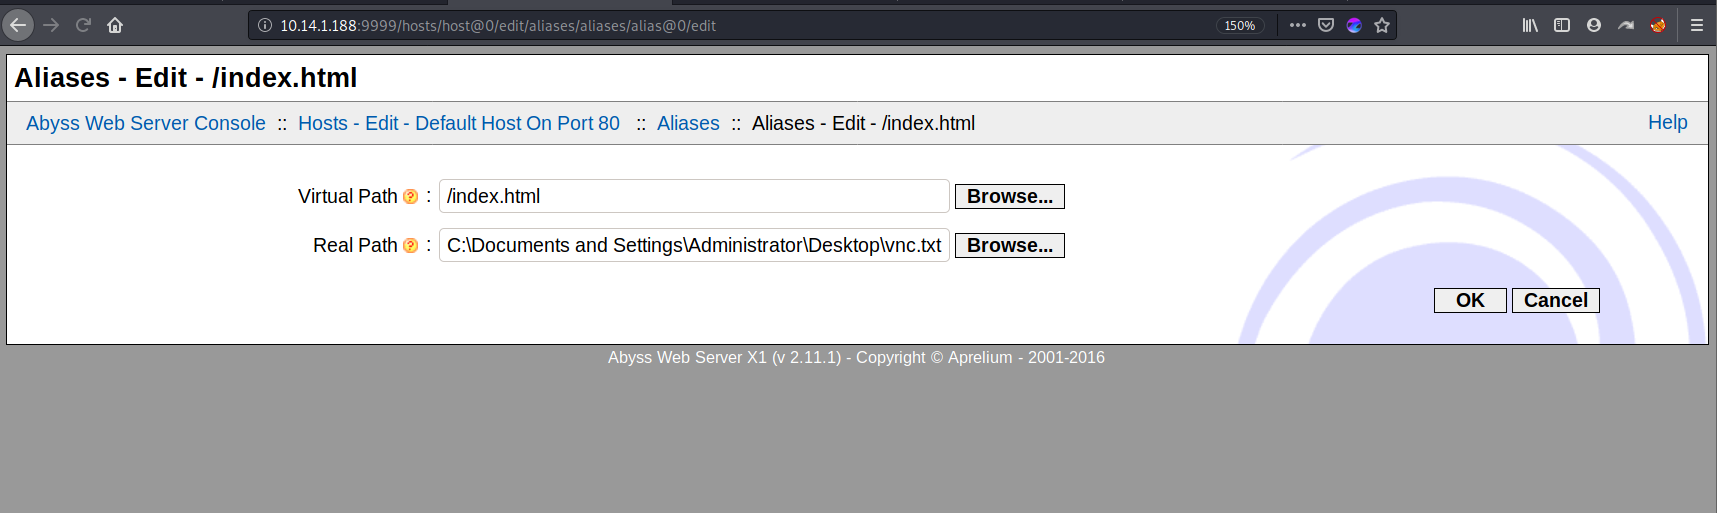 10.14.1.188:9999/hosts/host@0/edit/aliases/aliases/alias@0/edit 150%
Aliases - Edit - /index.html
Abyss Web Server Console :: Hosts - Edit - Default Host On Port 80 :: Aliases :: Aliases - Edit - /index.html Help
Virtual Path ? : /index.html Browse...
Real Path ? : C:\Documents and Settings\Administrator\Desktop\vnc.txt Browse...
OK Cancel
Abyss Web Server X1 (v 2.11.1) - Copyright © Aprelium - 2001-2016